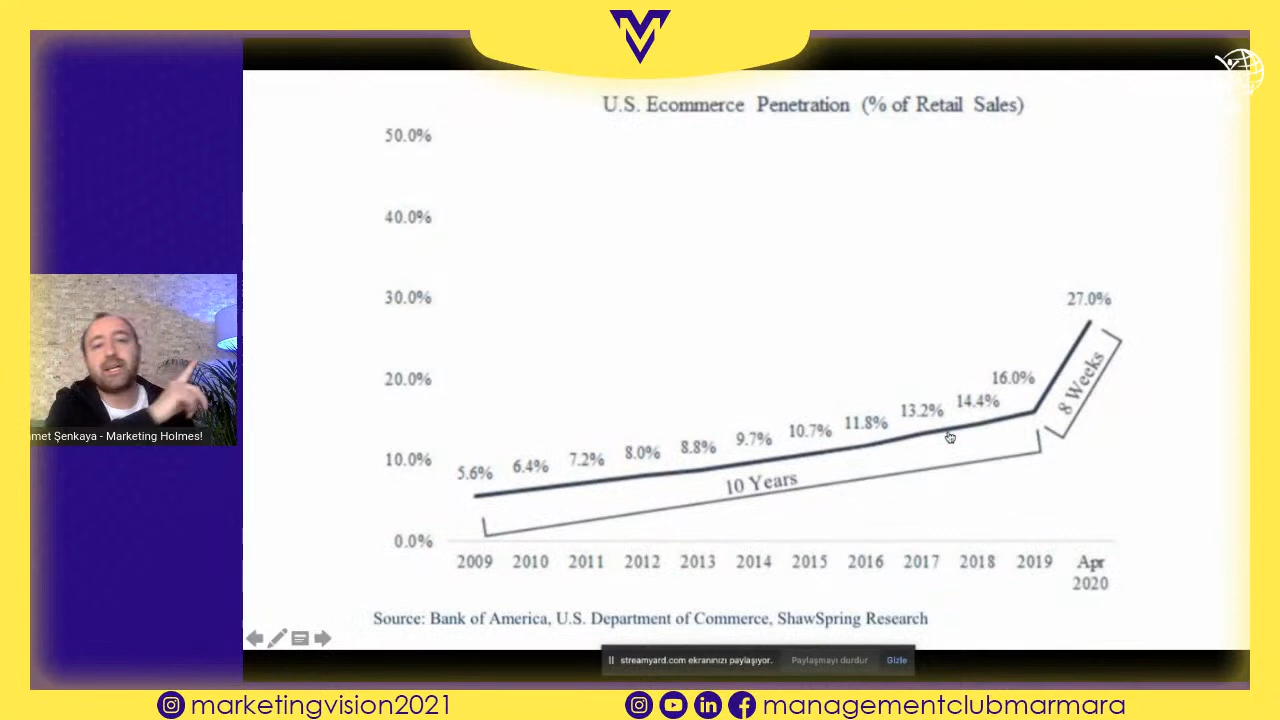 U.S. Ecommerce Penetration (% of Retail Sales)
50.0%
40.0%
30.0%
20.0%
10.0%
0.0%
5.6%
6.4%
7.2%
8.0%
8.8%
9.7%
10.7%
11.8%
13.2%
14.4%
16.0%
27.0%
10 Years
8 Weeks
2009 2010 2011 2012 2013 2014 2015 2016 2017 2018 2019 Apr 2020
Source: Bank of America, U.S. Department of Commerce, ShawSpring Research
met Şenkaya - Marketing Holmes!
streamyard.com ekranınızı paylaşıyor. Paylaşmayı durdur Gizle
marketingvision2021
managementclubmarmara